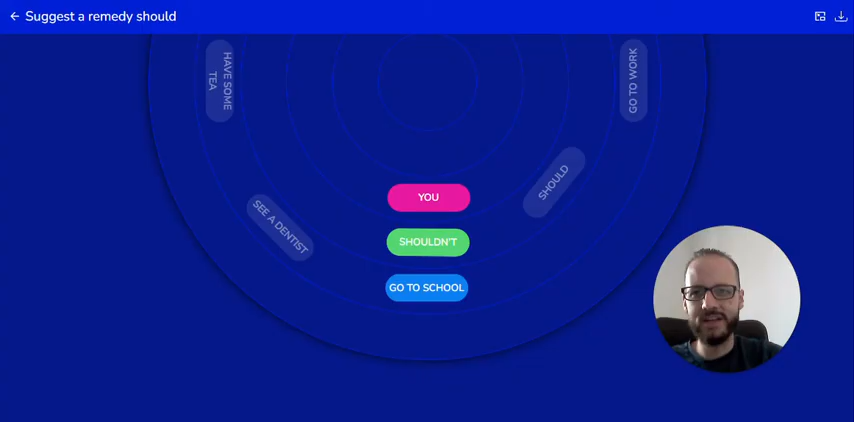 Suggest a remedy should
HAVE SOME
TEA
GO TO WORK
SHOULD
YOU
SEE A DENTIST
SHOULDN'T
GO TO SCHOOL